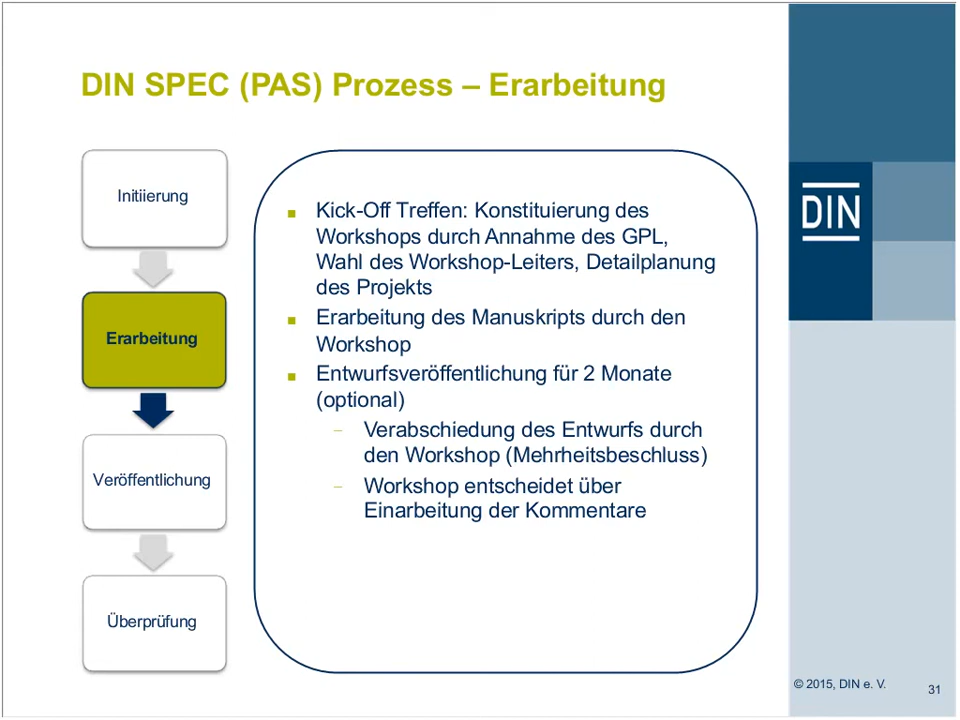 DIN SPEC (PAS) Prozess – Erarbeitung
Initiierung
Erarbeitung
Veröffentlichung
Überprüfung
■ Kick-Off Treffen: Konstituierung des
Workshops durch Annahme des GPL,
Wahl des Workshop-Leiters, Detailplanung
des Projekts
■ Erarbeitung des Manuskripts durch den
Workshop
■ Entwurfsveröffentlichung für 2 Monate
(optional)
– Verabschiedung des Entwurfs durch
den Workshop (Mehrheitsbeschluss)
– Workshop entscheidet über
Einarbeitung der Kommentare
DIN
© 2015, DIN e. V.
31